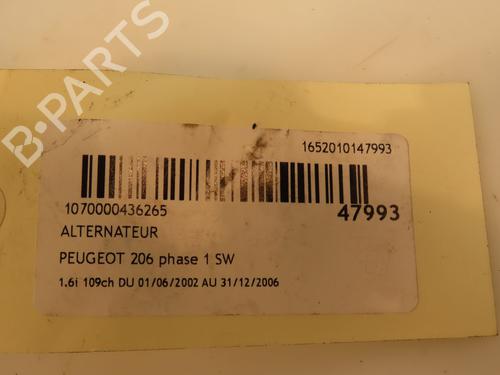 B-PARTS
1652010147993
1070000436265
47993
ALTERNATEUR
PEUGEOT 206 phase 1 SW
1.6i 109ch DU 01/06/2002 AU 31/12/2006